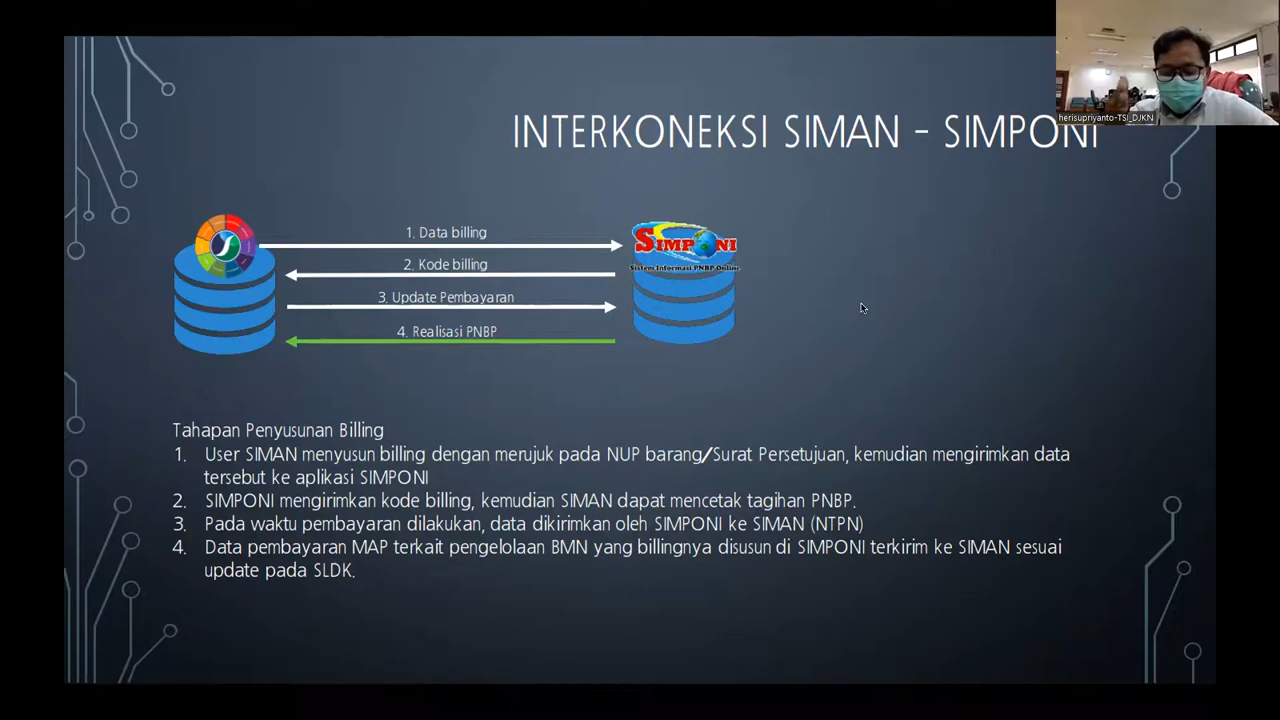 herisupriyanto-TSI_DJKN
INTERKONEKSI SIMAN - SIMPONI
1. Data billing
SIMPONI
Sistem Informasi PNBP Online
2. Kode billing
3. Update Pembayaran
4. Realisasi PNBP
Tahapan Penyusunan Billing
1. User SIMAN menyusun billing dengan merujuk pada NUP barang/Surat Persetujuan, kemudian mengirimkan data
tersebut ke aplikasi SIMPONI
2. SIMPONI mengirimkan kode billing, kemudian SIMAN dapat mencetak tagihan PNBP.
3. Pada waktu pembayaran dilakukan, data dikirimkan oleh SIMPONI ke SIMAN (NTPN)
4. Data pembayaran MAP terkait pengelolaan BMN yang billingnya disusun di SIMPONI terkirim ke SIMAN sesuai
update pada SLDK.